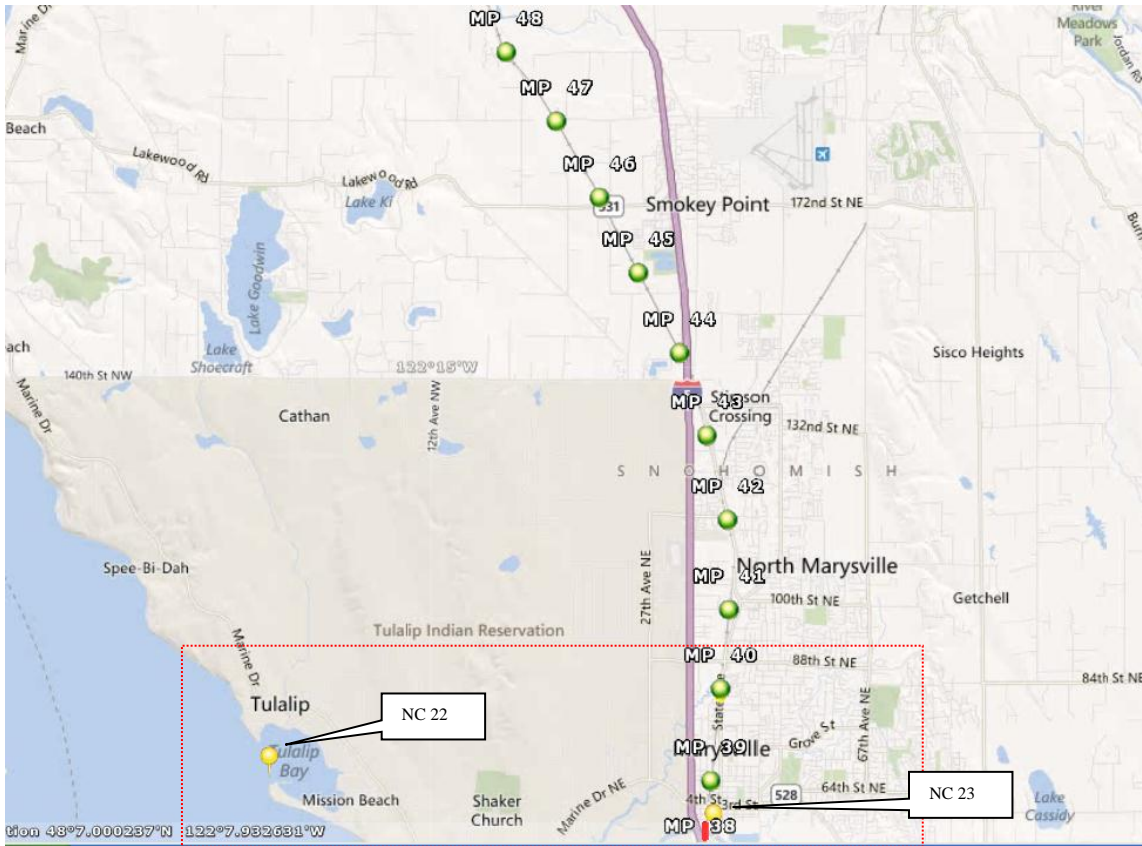 MP 48
River
Meadows
Park
Jordan Rd
Marine Dr
MP 47
Beach
Lakewood Rd
MP 46
Lakewood Rd
Lake Ki
531
Smokey Point
172nd St NE
MP 45
Lake Goodwin
MP 44
Lake
Shoecraft
Sisco Heights
ach
122°15'W
140th St NW
Marine Dr
Cathan
12th Ave NW
MP 43
Stimson
Crossing
132nd St NE
SNOHOMISH
MP 42
North Marysville
Spee-Bi-Dah
27th Ave NE
MP 41
100th St NE
Getchell
Tulalip Indian Reservation
Marine Dr
MP 40
88th St NE
84th St NE
Tulalip
NC 22
State
Grove St
67th Ave NE
MP 39
Marysville
Tulalip
Bay
64th St NE
NC 23
528
4th St
3rd St
Mission Beach
Shaker
Church
Marine Dr NE
Lake
Cassidy
MP 38
tion 48°7.000237'N 122°7.932631'W